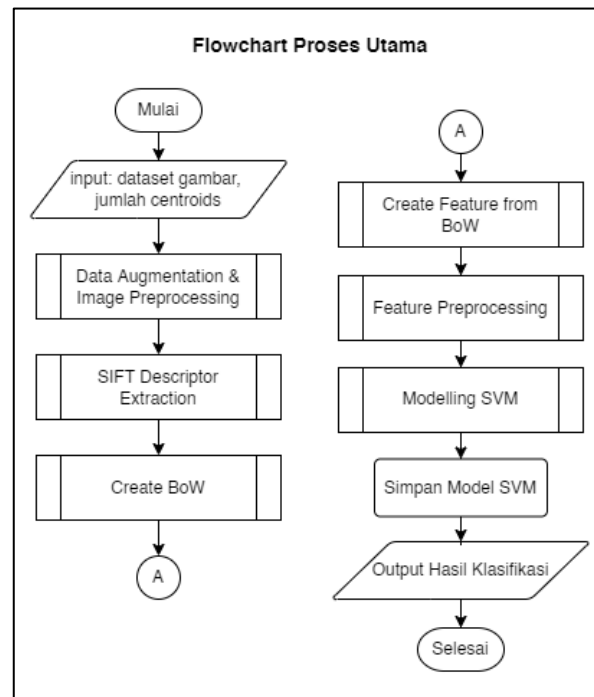 Flowchart Proses Utama
Mulai
input: dataset gambar,
jumlah centroids
Data Augmentation &
Image Preprocessing
SIFT Descriptor
Extraction
Create BoW
A
A
Create Feature from
BoW
Feature Preprocessing
Modelling SVM
Simpan Model SVM
Output Hasil Klasifikasi
Selesai